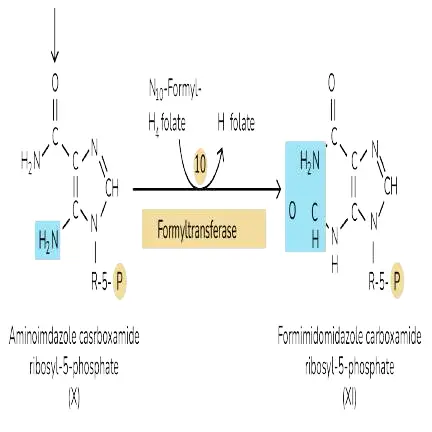 O
C
H₂N
C
N
CH
C
N
H₂N
R-5- P
Aminoimdazole casrboxamide
ribosyl-5-phosphate
(X)
N10-Formyl-
H₄ folate
H folate
10
Formyltransferase
O
C
H₂N
C
N
CH
O
C
H
C
N
N
H
R-5- P
Formimidomidazole carboxamide
ribosyl-5-phosphate
(XI)